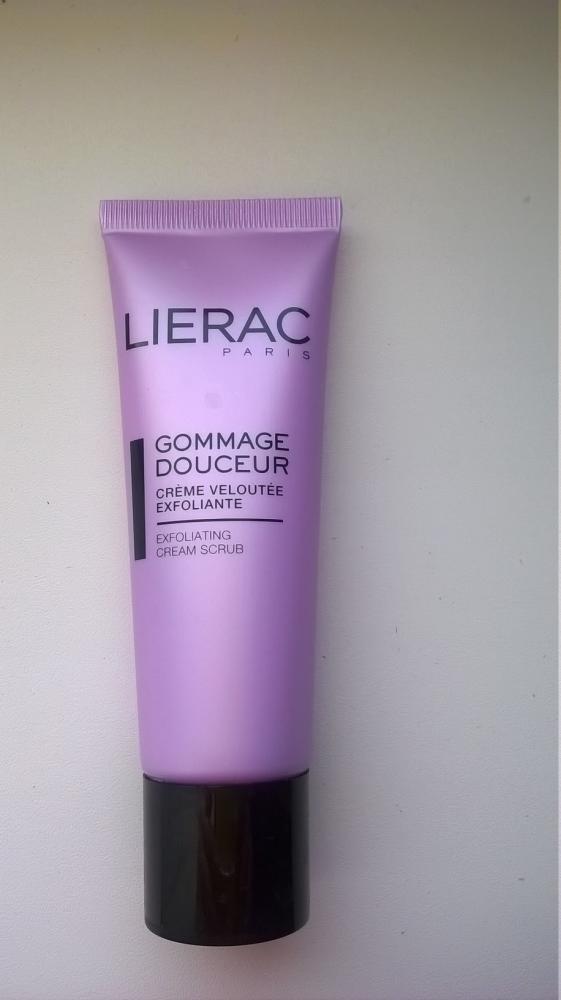 LIERAC
PARIS
GOMMAGE
DOUCEUR
CRÈME VELOUTÉE
EXFOLIANTE
EXFOLIATING
CREAM SCRUB